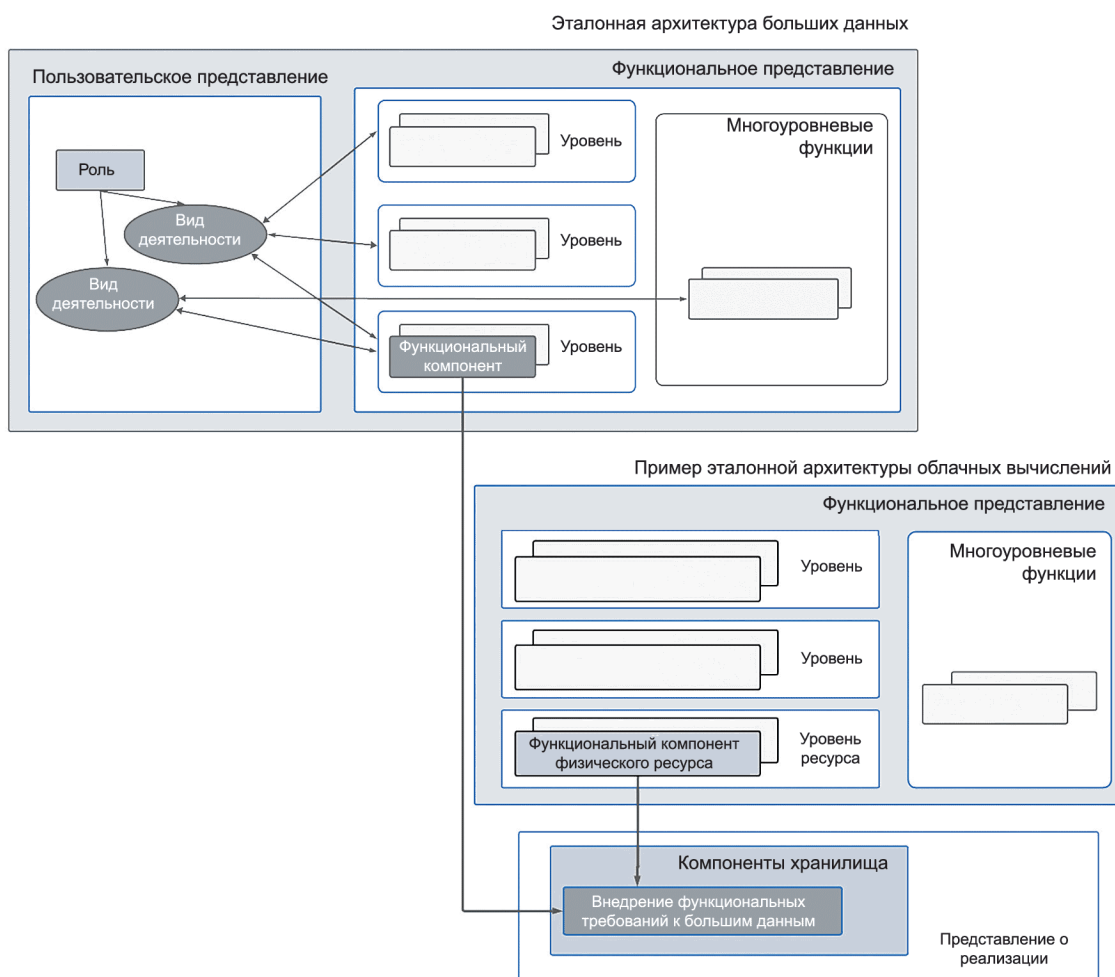 Эталонная архитектура больших данных
Пользовательское представление
Функциональное представление
Роль
Вид
деятельности
Вид
деятельности
Уровень
Уровень
Функциональный
компонент
Уровень
Многоуровневые
функции
Пример эталонной архитектуры облачных вычислений
Функциональное представление
Уровень
Уровень
Функциональный компонент
физического ресурса
Уровень
ресурса
Многоуровневые
функции
Компоненты хранилища
Внедрение функциональных
требований к большим данным
Представление о
реализации